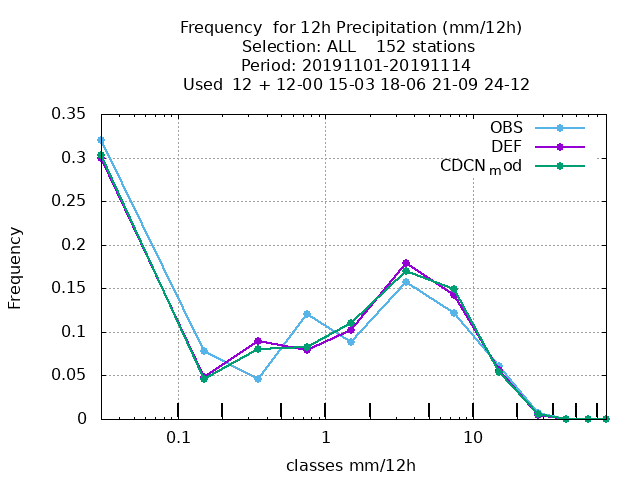 Frequency  for 12h Precipitation (mm/12h)
Selection: ALL    152 stations
Period: 20191101-20191114
Used  12 + 12-00 15-03 18-06 21-09 24-12
0.35
0.3
0.25
0.2
0.15
0.1
0.05
0
Frequency
OBS
DEF
CDCNmod
0.1
1
10
classes mm/12h